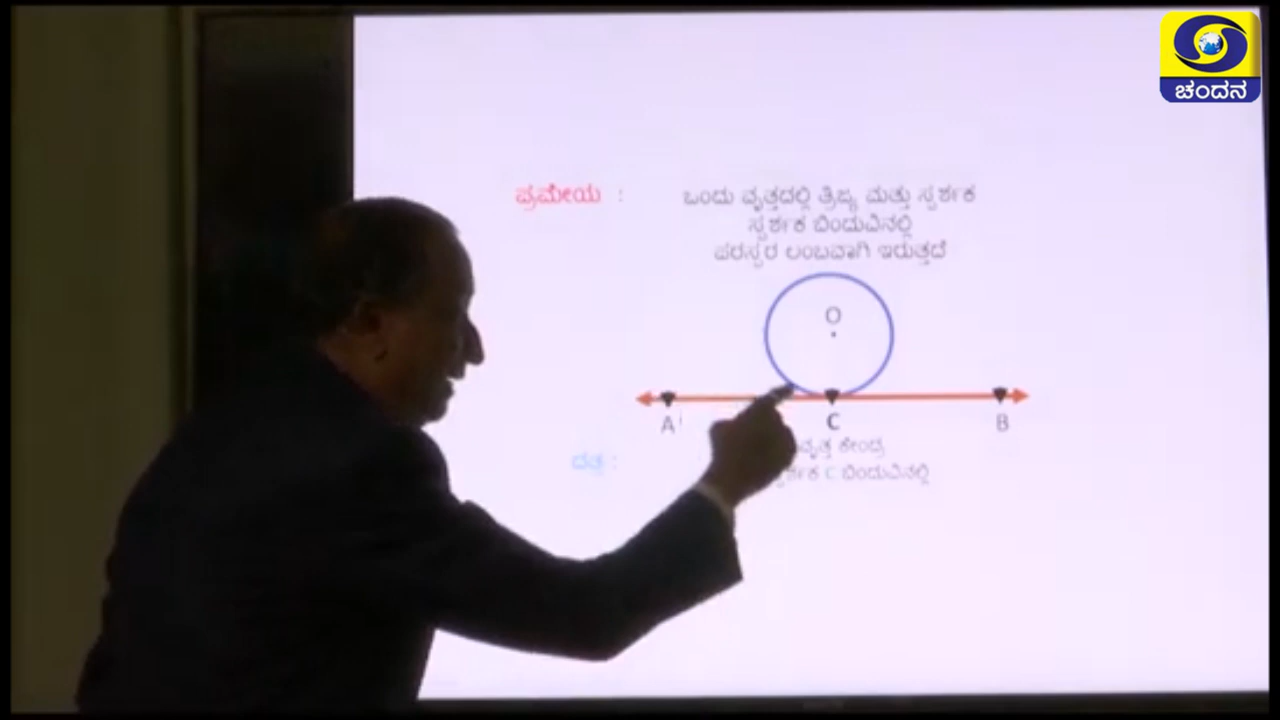 ಚಂದನ
ಪ್ರಮೇಯ : ಒಂದು ವೃತ್ತದಲ್ಲಿ ತ್ರಿಜ್ಯ ಮತ್ತು ಸ್ಪರ್ಶಕ
ಸ್ಪರ್ಶಕ ಬಿಂದುವಿನಲ್ಲಿ
ಪರಸ್ಪರ ಲಂಬವಾಗಿ ಇರುತ್ತದೆ
O
A C B
ವೃತ್ತ ಕೇಂದ್ರ
ದತ್ತ : C ಬಿಂದುವಿನಲ್ಲಿ